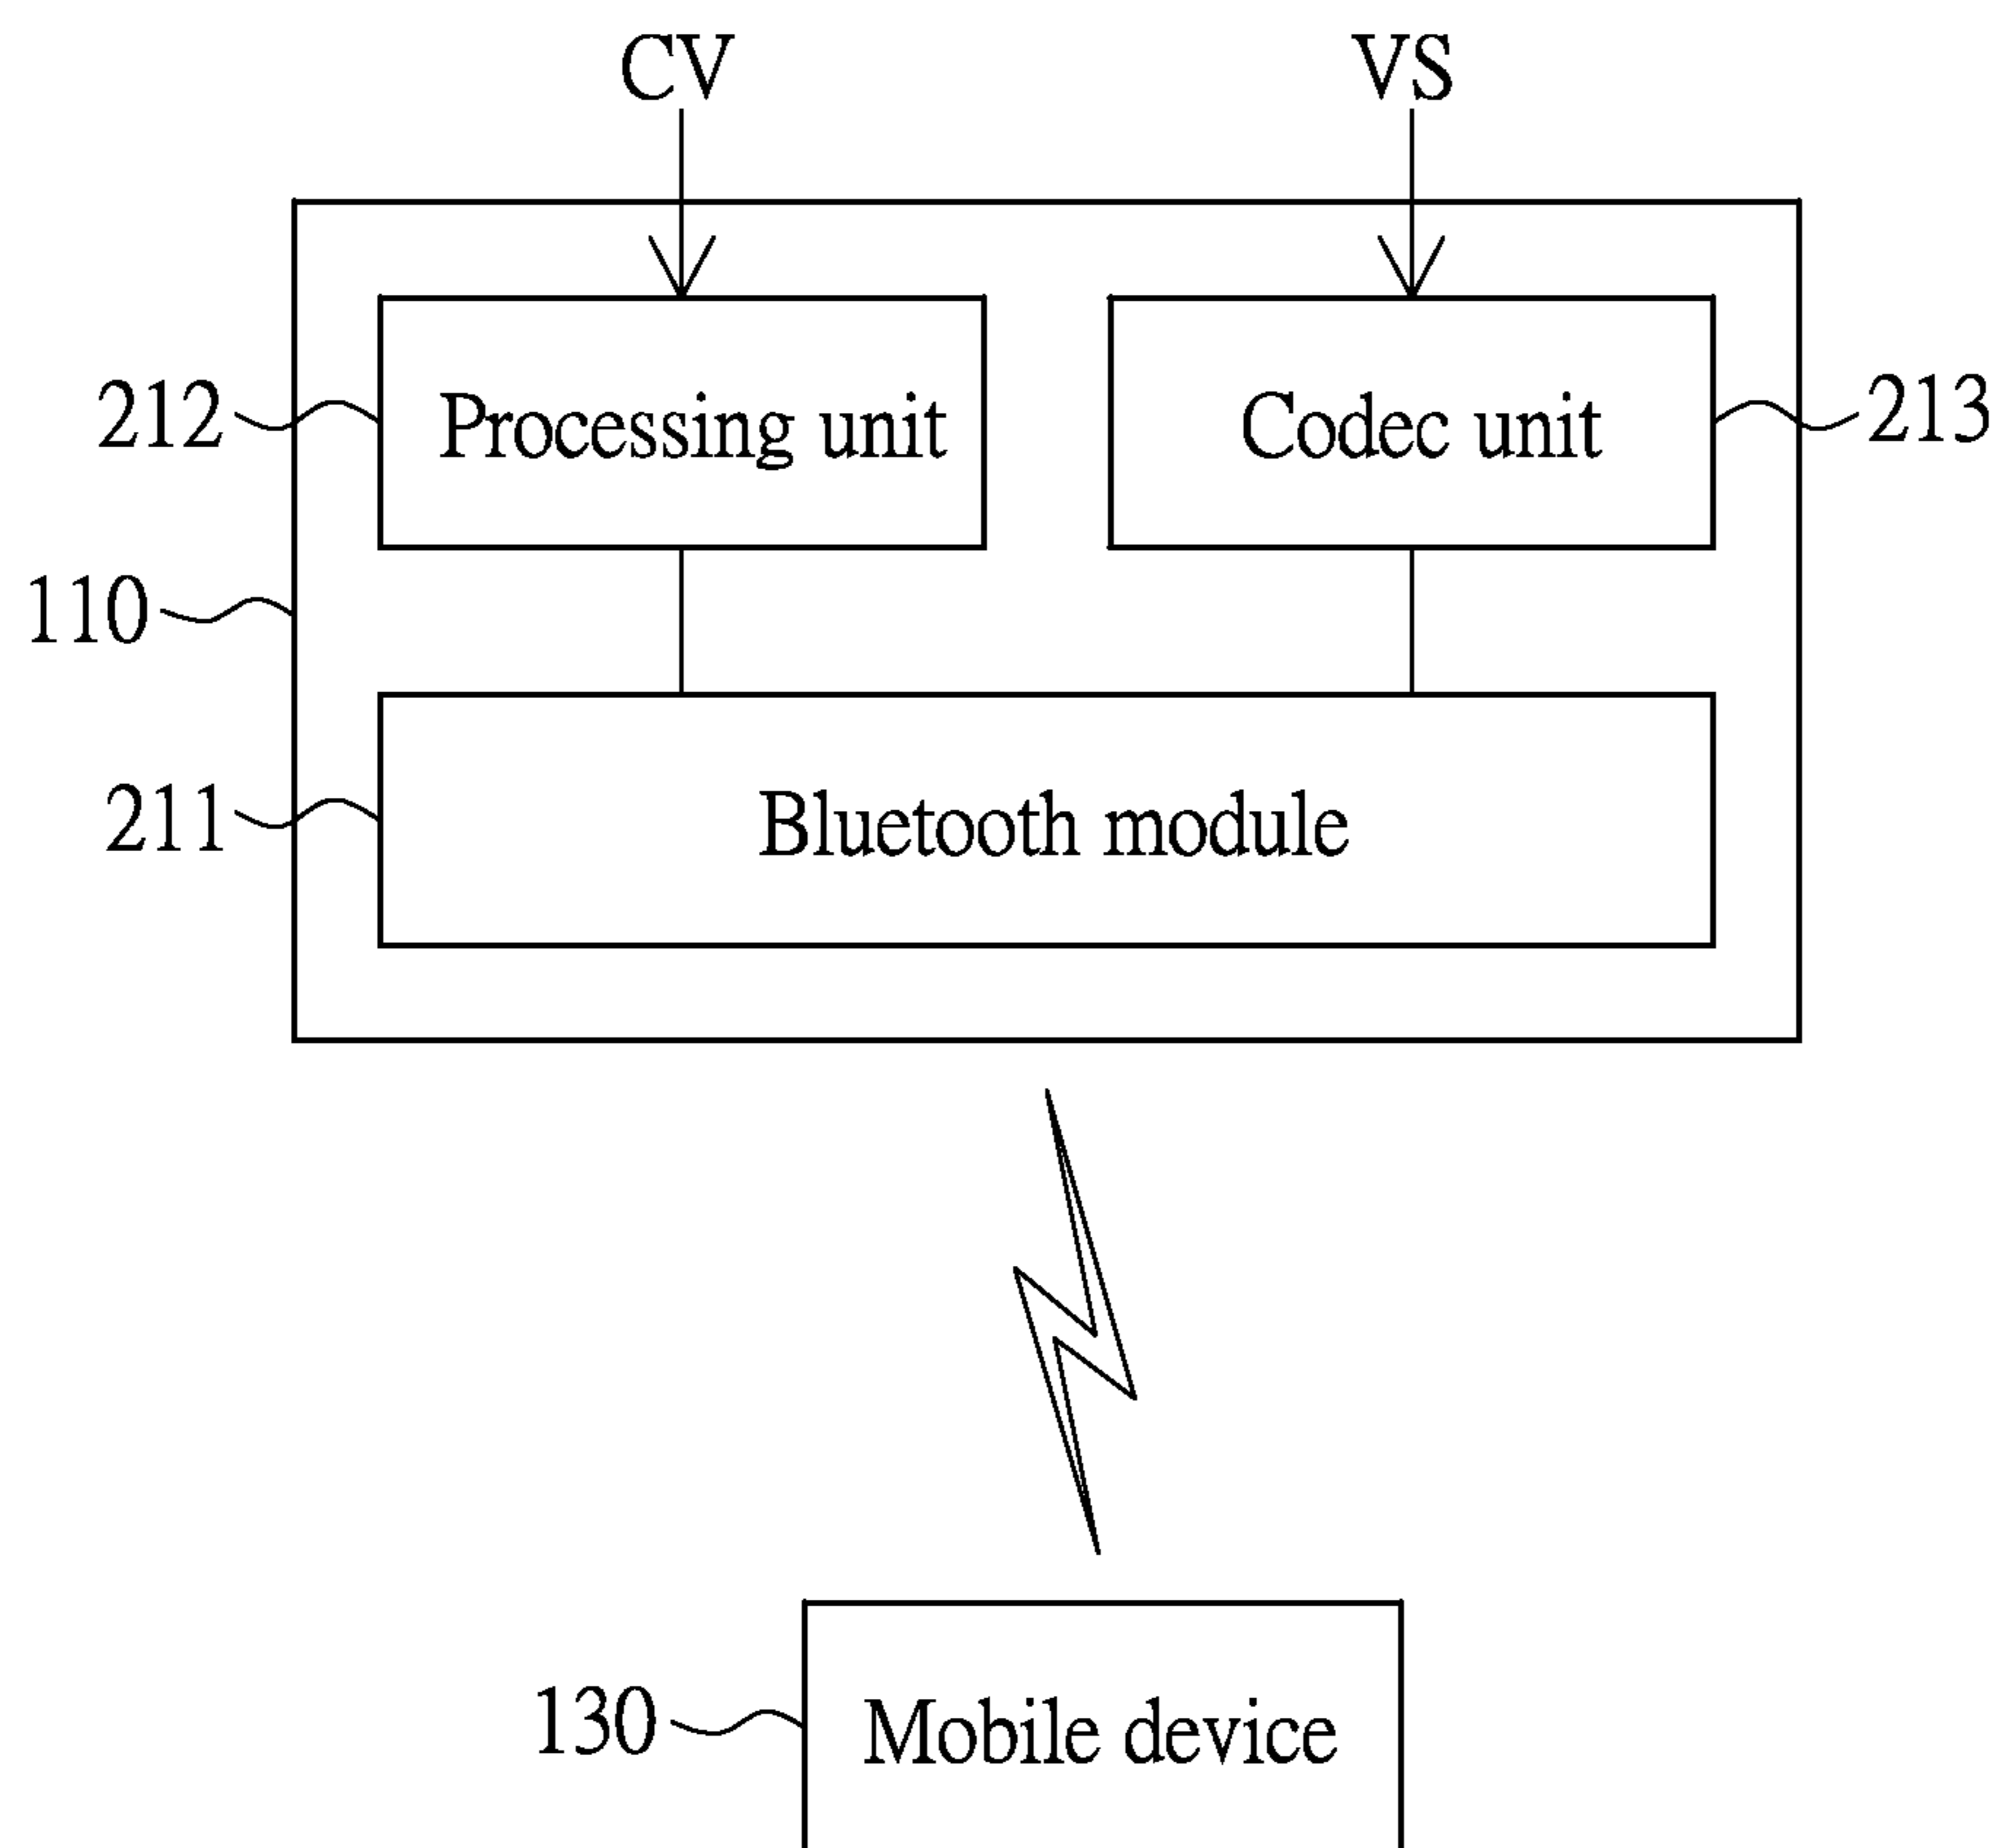 CV
VS
212
Processing unit
Codec unit
213
110
211
Bluetooth module
130
Mobile device